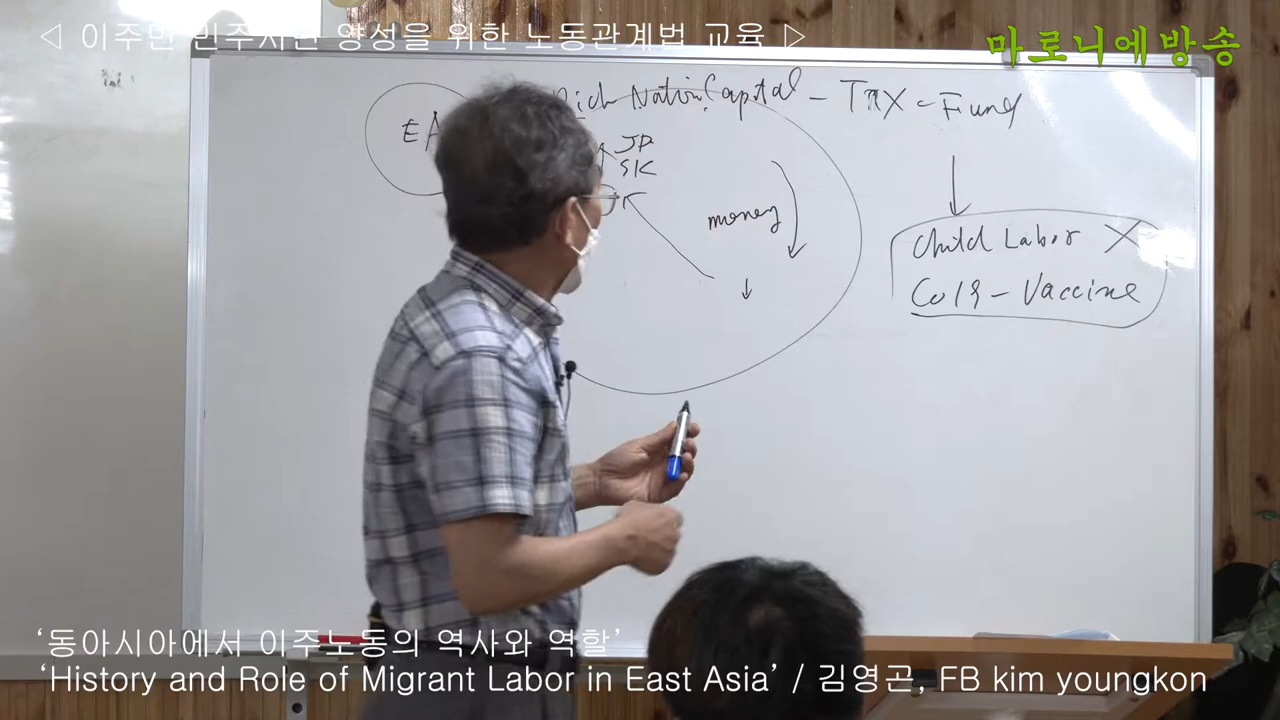 ◁ 이주민 민주시민 양성을 위한 노동관계법 교육 ▷
마로니에방송
Rich Nation Capital - TAX - Fund
EA
JP
SK
money
Child Labor X
Co19 - Vaccine
‘동아시아에서 이주노동의 역사와 역할’
‘History and Role of Migrant Labor in East Asia’ / 김영곤, FB kim youngkon